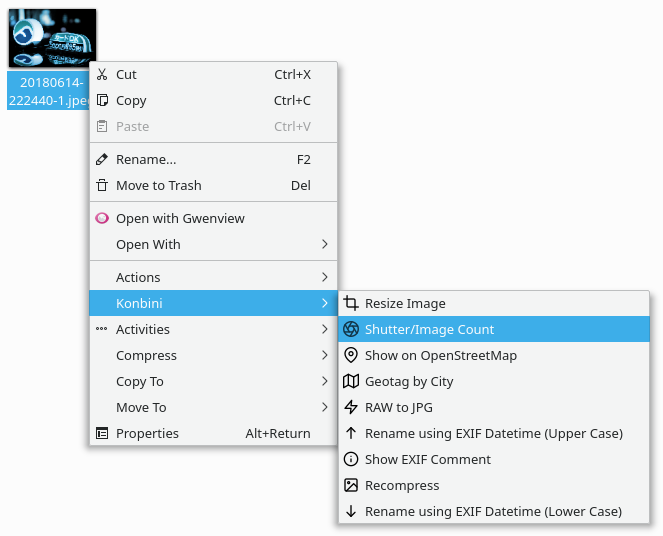 20180614-
222440-1.jpe
Cut Ctrl+X
Copy Ctrl+C
Paste Ctrl+V
Rename... F2
Move to Trash Del
Open with Gwenview
Open With
Actions
Konbini
Activities
Compress
Copy To
Move To
Properties Alt+Return
Resize Image
Shutter/Image Count
Show on OpenStreetMap
Geotag by City
RAW to JPG
Rename using EXIF Datetime (Upper Case)
Show EXIF Comment
Recompress
Rename using EXIF Datetime (Lower Case)